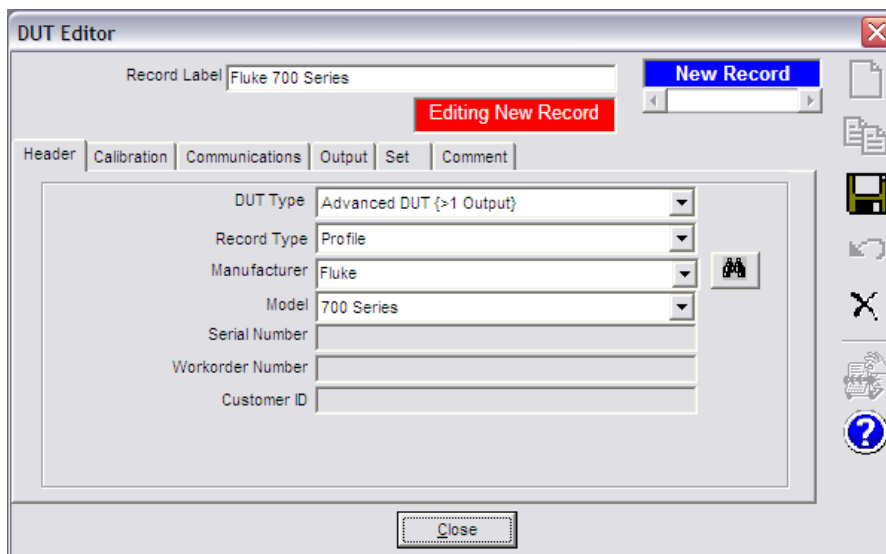 DUT Editor
Record Label Fluke 700 Series
New Record
Editing New Record
Header Calibration Communications Output Set Comment
DUT Type Advanced DUT {>1 Output}
Record Type Profile
Manufacturer Fluke
Model 700 Series
Serial Number
Workorder Number
Customer ID
Close